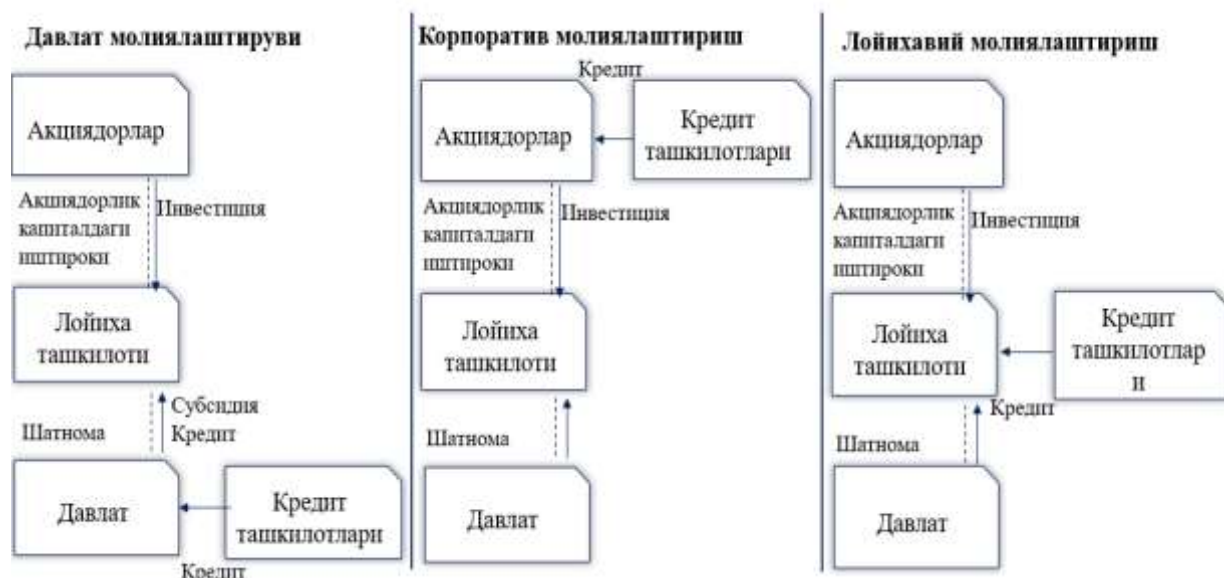 Давлат молиялаштируви
Акциядорлар
Акциядорлик
капиталдаги
иштироки
Инвестиция
Лойиха
ташкилоти
Субсидия
Кредит
Шатнома
Давлат
Кредит
ташкилотлари
Кредит
Корпоратив молиялаштириш
Кредит
Акциядорлар
Кредит
ташкилотлари
Акциядорлик
капиталдаги
иштироки
Инвестиция
Лойиха
ташкилоти
Шатнома
Давлат
Лойихавий молиялаштириш
Акциядорлар
Акциядорлик
капиталдаги
иштироки
Инвестиция
Лойиха
ташкилоти
Кредит
ташкилотлар
и
Кредит
Шатнома
Давлат